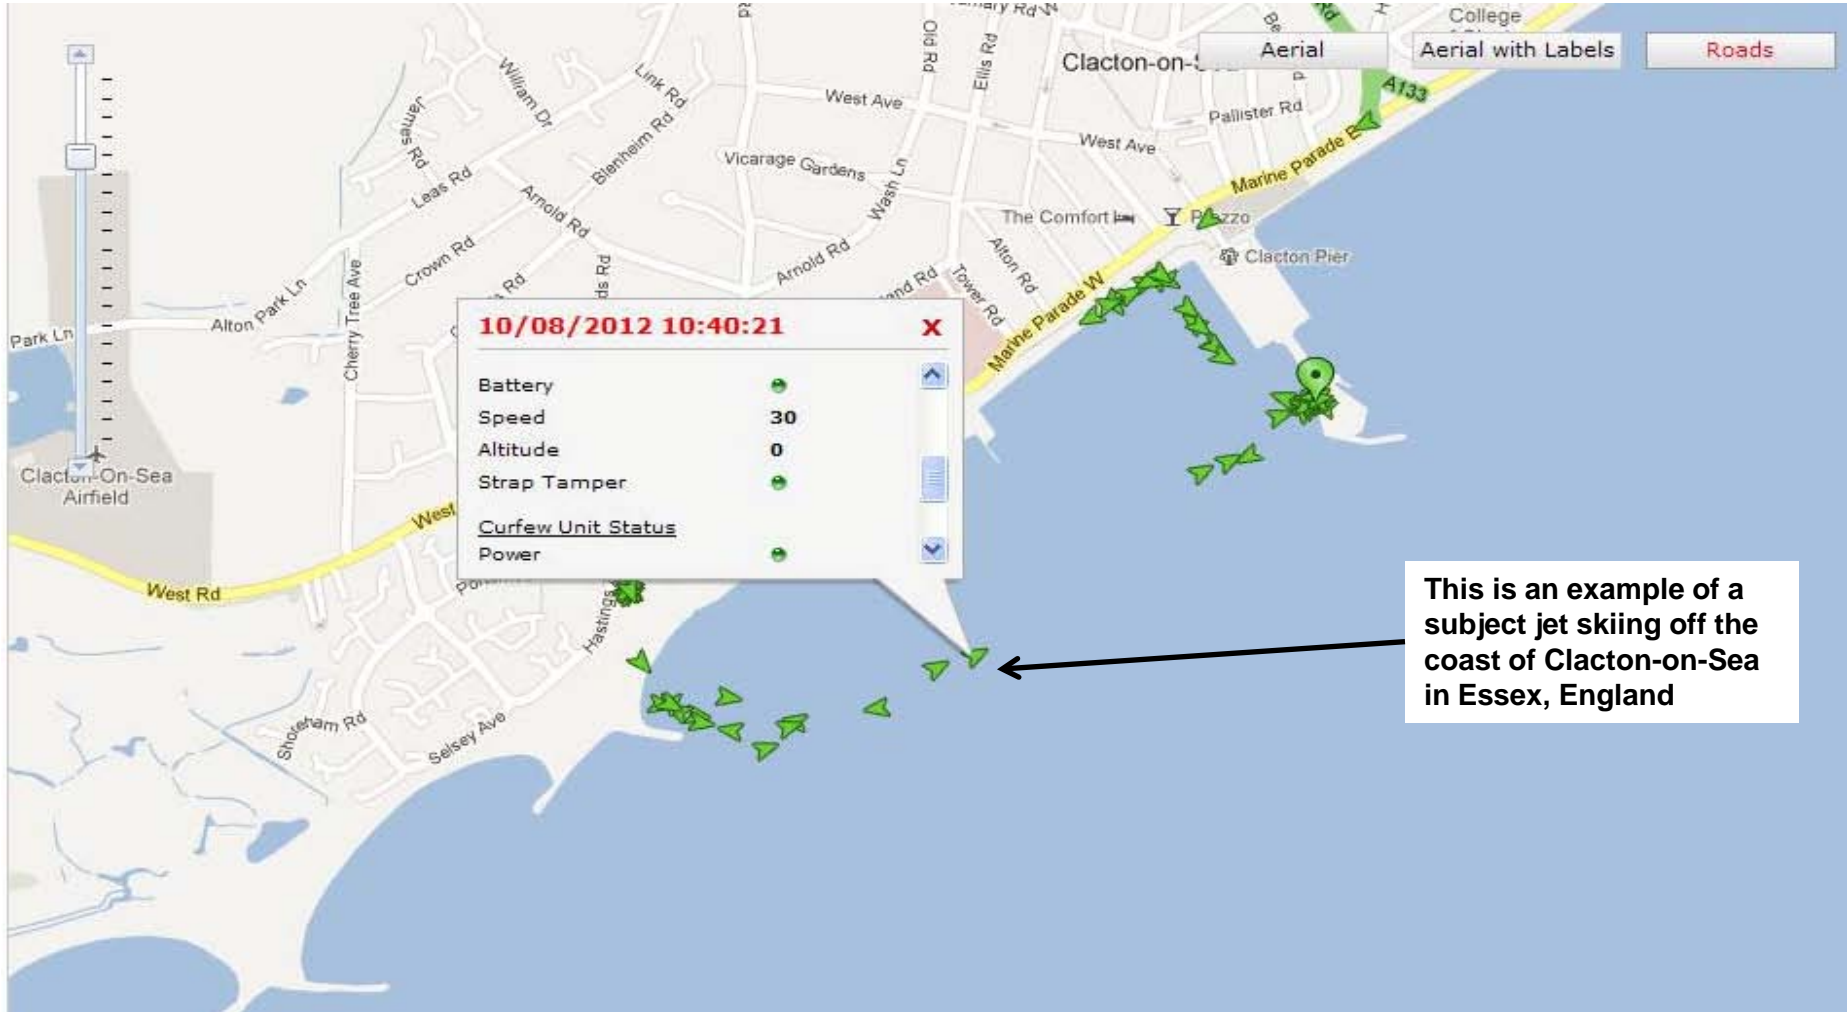 College
Clacton-on-
Aerial
Aerial with Labels
Roads
A133
Old Rd
Ellis Rd
Link Rd
William Dr
James Rd
West Ave
Pallister Rd
West Ave
Blenheim Rd
Vicarage Gardens
Wash Ln
Marine Parade E
Leas Rd
Arnold Rd
The Comfort
Clacton Pier
Crown Rd
Arnold Rd
Alton Rd
Tower Rd
Marine Parade W
Cherry Tree Ave
Alton Park Ln
Park Ln
10/08/2012 10:40:21 X
Battery
Speed 30
Altitude 0
Strap Tamper
Curfew Unit Status
Power
Clacton-On-Sea
Airfield
West
West Rd
Hastings
Shoreham Rd
Selsey Ave
This is an example of a
subject jet skiing off the
coast of Clacton-on-Sea
in Essex, England